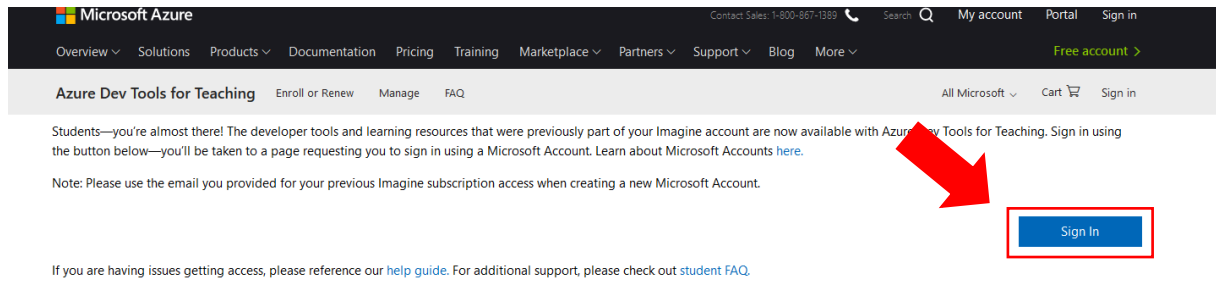 Microsoft Azure
Contact Sales: 1-800-867-1389 Search My account Portal Sign in
Overview Solutions Products Documentation Pricing Training Marketplace Partners Support Blog More Free account >
Azure Dev Tools for Teaching Enroll or Renew Manage FAQ All Microsoft Cart Sign in
Students—you're almost there! The developer tools and learning resources that were previously part of your Imagine account are now available with Azure Dev Tools for Teaching. Sign in using
the button below—you'll be taken to a page requesting you to sign in using a Microsoft Account. Learn about Microsoft Accounts here.
Note: Please use the email you provided for your previous Imagine subscription access when creating a new Microsoft Account.
Sign In
If you are having issues getting access, please reference our help guide. For additional support, please check out student FAQ.